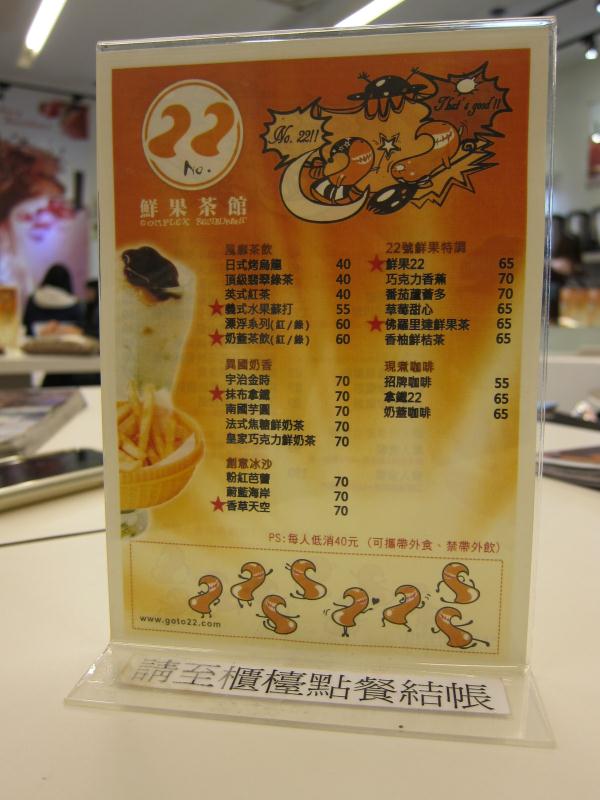 22
No.
鮮果茶館
COMPLEX RESTAURANT
No. 22!!
That's good!!
風靡茶飲
日式烤烏龍 40
頂級翡翠綠茶 40
英式紅茶 40
★義式水果蘇打 55
漂浮系列(紅/綠) 60
★奶蓋茶飲(紅/綠) 60
異國奶香
宇治金時 70
★抹布拿鐵 70
南國芋園 70
法式焦糖鮮奶茶 70
皇家巧克力鮮奶茶 70
創意冰沙
粉紅芭蕾 70
蔚藍海岸 70
★香草天空 70
22號鮮果特調
★鮮果22 65
巧克力香蕉 70
番茄蘆薈多 70
草莓甜心 65
★佛羅里達鮮果茶 65
香柚鮮桔茶 65
現煮咖啡
招牌咖啡 55
拿鐵22 65
奶蓋咖啡 65
PS:每人低消40元 (可攜帶外食、禁帶外飲)
www.goto22.com
請至櫃檯點餐結帳